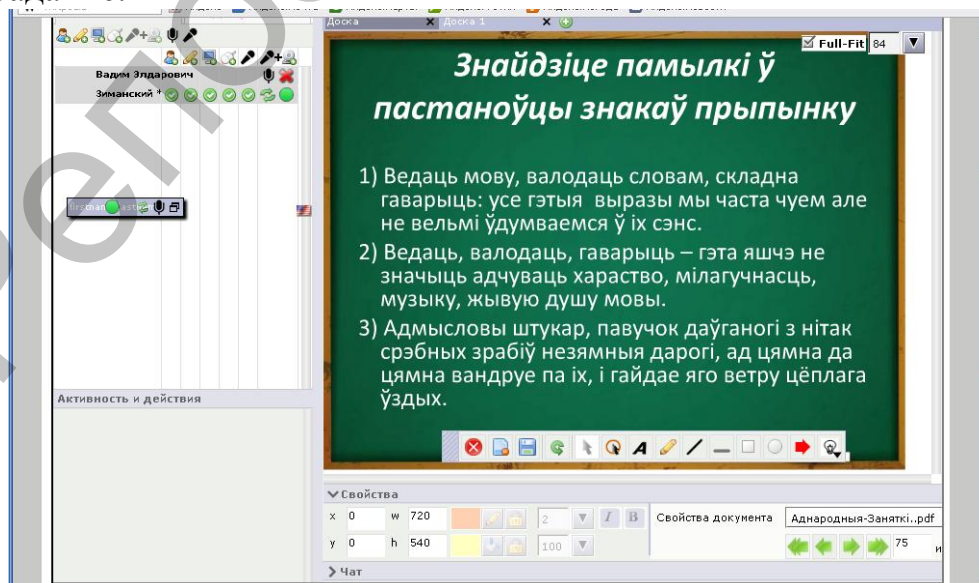 Доска
Доска 1
Full-Fit 84
Вадим Элдарович
Зиманский *
Знайдзіце памылкі ў
пастаноўцы знакаў прыпынку
1) Ведаць мову, валодаць словам, складна
гаварыць: усе гэтыя выразы мы часта чуем але
не вельмі ўдумваемся ў іх сэнс.
2) Ведаць, валодаць, гаварыць – гэта яшчэ не
значыць адчуваць хараство, мілагучнасць,
музыку, жывую душу мовы.
3) Адмысловы штукар, павучок даўганогі з нітак
срэбных зрабіў незямныя дарогі, ад цямна да
цямна вандруе па іх, і гайдае яго ветру цёплага
ўздых.
Активность и действия
Свойства
x 0 w 720 2 I B Свойства документа Аднародныя-Заняткі..pdf
y 0 h 540 100 75
Чат